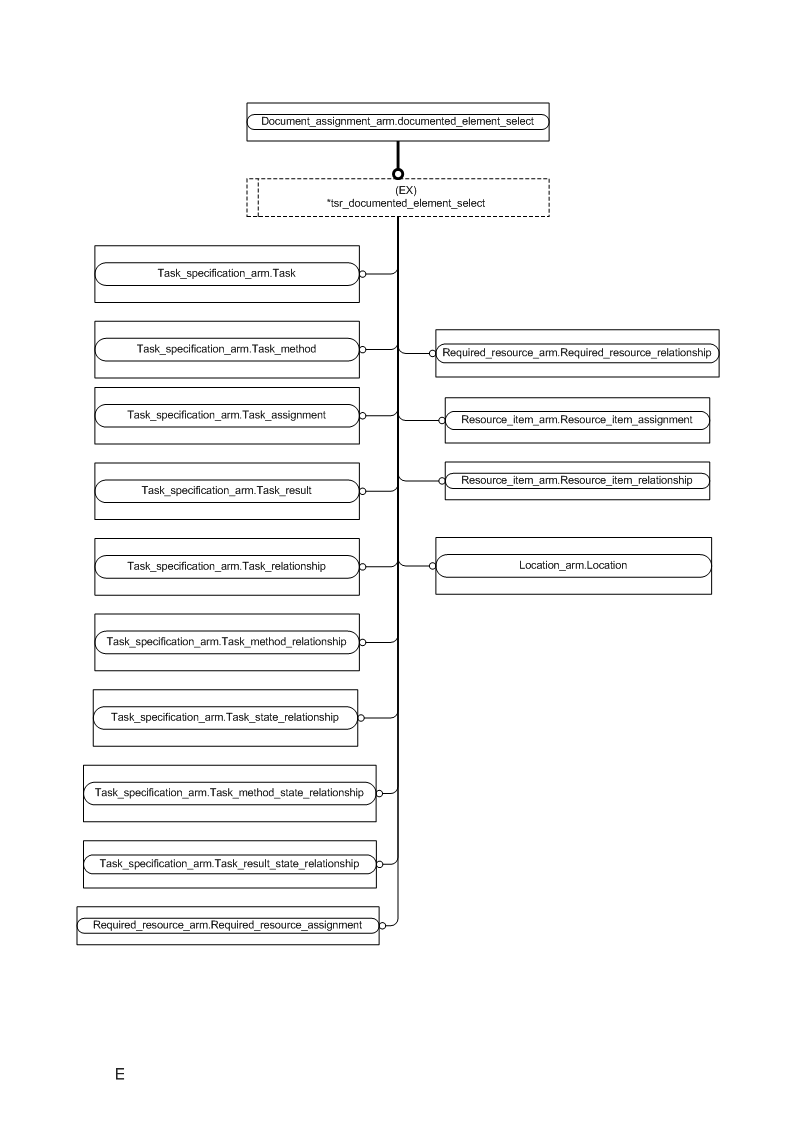 Document_assignment_arm.documented_element_select
(EX)
*tsr_documented_element_select
Task_specification_arm.Task
Task_specification_arm.Task_method
Required_resource_arm.Required_resource_relationship
Task_specification_arm.Task_assignment
Resource_item_arm.Resource_item_assignment
Task_specification_arm.Task_result
Resource_item_arm.Resource_item_relationship
Task_specification_arm.Task_relationship
Location_arm.Location
Task_specification_arm.Task_method_relationship
Task_specification_arm.Task_state_relationship
Task_specification_arm.Task_method_state_relationship
Task_specification_arm.Task_result_state_relationship
Required_resource_arm.Required_resource_assignment
E